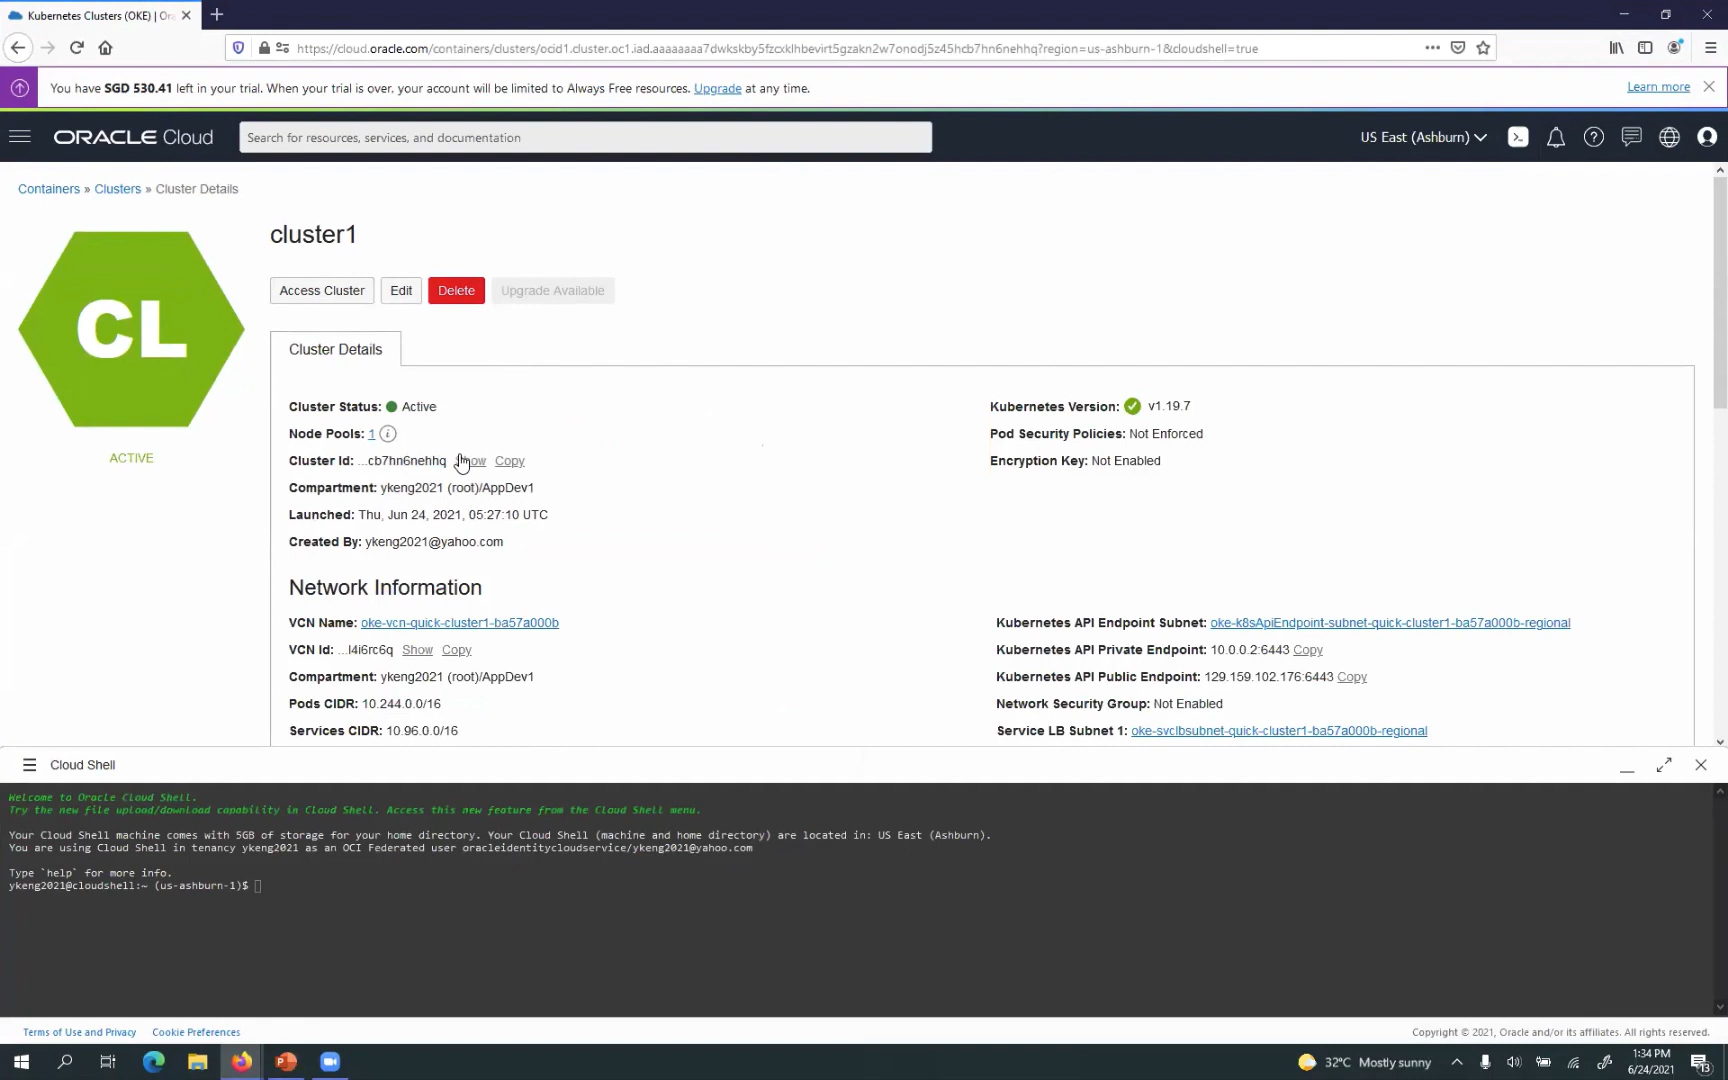 Kubernetes Clusters (OKE) | Ora
https://cloud.oracle.com/containers/clusters/ocid1.cluster.oc1.iad.aaaaaaaa7dwkskby5fzcxklhbevirt5gzakn2w7onodj5z45hcb7hn6nehhq?region=us-ashburn-1&cloudshell=true
You have SGD 530.41 left in your trial. When your trial is over, your account will be limited to Always Free resources. Upgrade at any time.
Learn more
ORACLE Cloud
Search for resources, services, and documentation
US East (Ashburn)
Containers » Clusters » Cluster Details
CL
ACTIVE
cluster1
Access Cluster
Edit
Delete
Upgrade Available
Cluster Details
Cluster Status: Active
Node Pools: 1
Cluster Id: ...cb7hn6nehhq Show Copy
Compartment: ykeng2021 (root)/AppDev1
Launched: Thu, Jun 24, 2021, 05:27:10 UTC
Created By: ykeng2021@yahoo.com
Kubernetes Version: v1.19.7
Pod Security Policies: Not Enforced
Encryption Key: Not Enabled
Network Information
VCN Name: oke-vcn-quick-cluster1-ba57a000b
VCN Id: ...l4i6rc6q Show Copy
Compartment: ykeng2021 (root)/AppDev1
Pods CIDR: 10.244.0.0/16
Services CIDR: 10.96.0.0/16
Kubernetes API Endpoint Subnet: oke-k8sApiEndpoint-subnet-quick-cluster1-ba57a000b-regional
Kubernetes API Private Endpoint: 10.0.0.2:6443 Copy
Kubernetes API Public Endpoint: 129.159.102.176:6443 Copy
Network Security Group: Not Enabled
Service LB Subnet 1: oke-svclbsubnet-quick-cluster1-ba57a000b-regional
Cloud Shell
Welcome to Oracle Cloud Shell.
Try the new file upload/download capability in Cloud Shell. Access this new feature from the Cloud Shell menu.
Your Cloud Shell machine comes with 5GB of storage for your home directory. Your Cloud Shell (machine and home directory) are located in: US East (Ashburn).
You are using Cloud Shell in tenancy ykeng2021 as an OCI Federated user oracleidentitycloudservice/ykeng2021@yahoo.com
Type `help` for more info.
ykeng2021@cloudshell:~ (us-ashburn-1)$
Terms of Use and Privacy
Cookie Preferences
Copyright © 2021, Oracle and/or its affiliates. All rights reserved.
32°C Mostly sunny
1:34 PM
6/24/2021
13